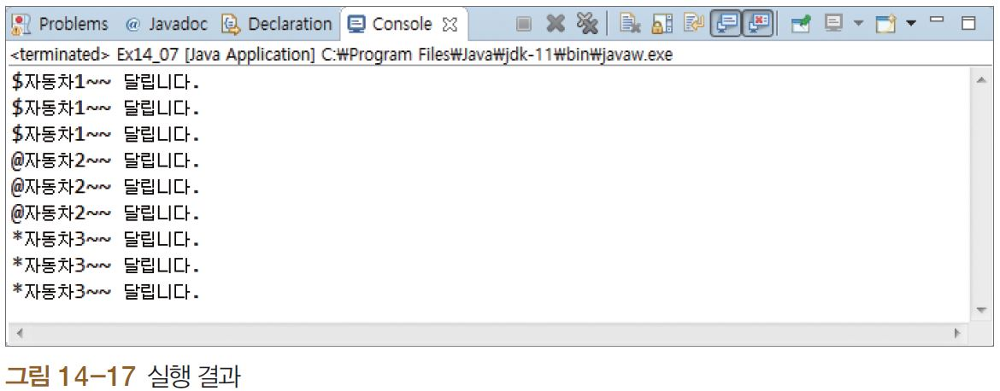 Problems @ Javadoc Declaration Console
<terminated> Ex14_07 [Java Application] C:₩Program Files₩Java₩jdk-11₩bin₩javaw.exe
$자동차1~~ 달립니다.
$자동차1~~ 달립니다.
$자동차1~~ 달립니다.
@자동차2~~ 달립니다.
@자동차2~~ 달립니다.
@자동차2~~ 달립니다.
*자동차3~~ 달립니다.
*자동차3~~ 달립니다.
*자동차3~~ 달립니다.
그림 14-17 실행 결과